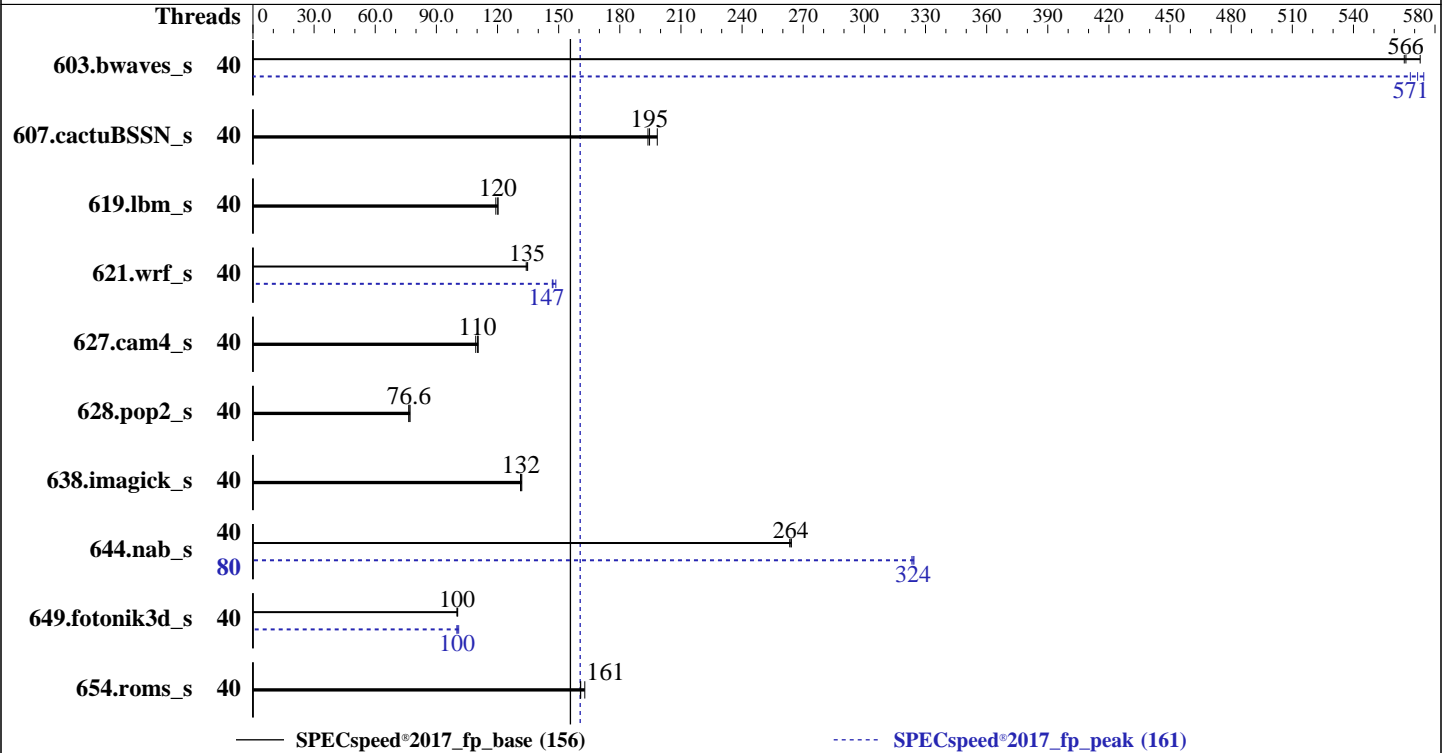 Threads 0 30.0 60.0 90.0 120 150 180 210 240 270 300 330 360 390 420 450 480 510 540 580
603.bwaves_s 40 566
571
607.cactuBSSN_s 40 195
619.lbm_s 40 120
621.wrf_s 40 135
147
627.cam4_s 40 110
628.pop2_s 40 76.6
638.imagick_s 40 132
644.nab_s 40 264
80 324
649.fotonik3d_s 40 100
100
654.roms_s 40 161
SPECspeed®2017_fp_base (156) SPECspeed®2017_fp_peak (161)